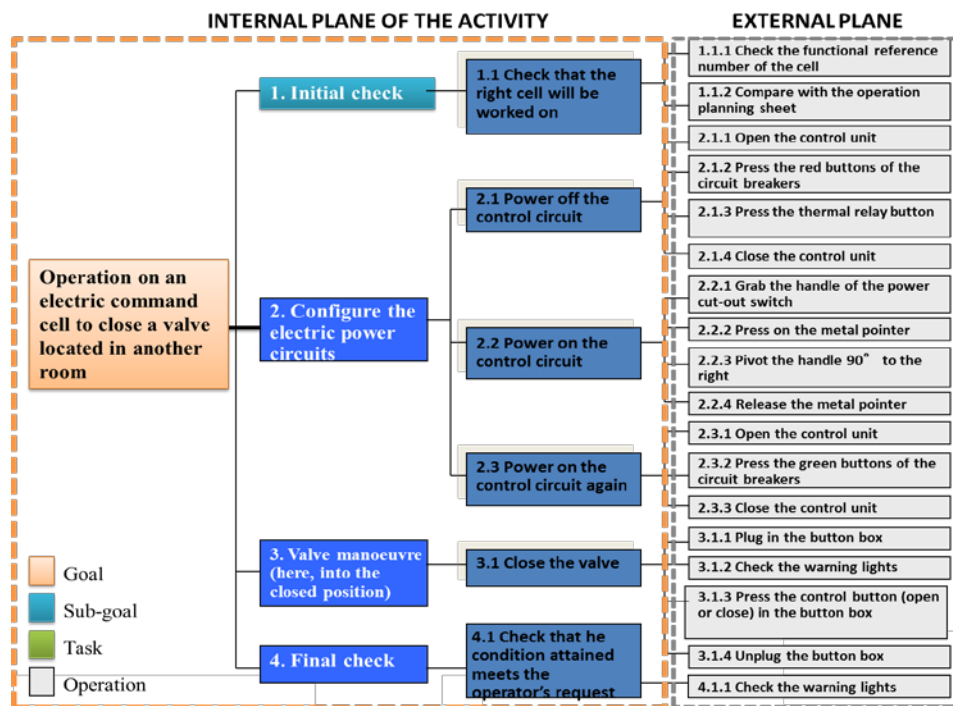 INTERNAL PLANE OF THE ACTIVITY
EXTERNAL PLANE
Operation on an
electric command
cell to close a valve
located in another
room
1. Initial check
2. Configure the
electric power
circuits
3. Valve manoeuvre
(here, into the
closed position)
4. Final check
1.1 Check that the
right cell will be
worked on
2.1 Power off the
control circuit
2.2 Power on the
control circuit
2.3 Power on the
control circuit again
3.1 Close the valve
4.1 Check that he
condition attained
meets the
operator's request
1.1.1 Check the functional reference
number of the cell
1.1.2 Compare with the operation
planning sheet
2.1.1 Open the control unit
2.1.2 Press the red buttons of the
circuit breakers
2.1.3 Press the thermal relay button
2.1.4 Close the control unit
2.2.1 Grab the handle of the power
cut-out switch
2.2.2 Press on the metal pointer
2.2.3 Pivot the handle 90° to the
right
2.2.4 Release the metal pointer
2.3.1 Open the control unit
2.3.2 Press the green buttons of the
circuit breakers
2.3.3 Close the control unit
3.1.1 Plug in the button box
3.1.2 Check the warning lights
3.1.3 Press the control button (open
or close) in the button box
3.1.4 Unplug the button box
4.1.1 Check the warning lights
Goal
Sub-goal
Task
Operation